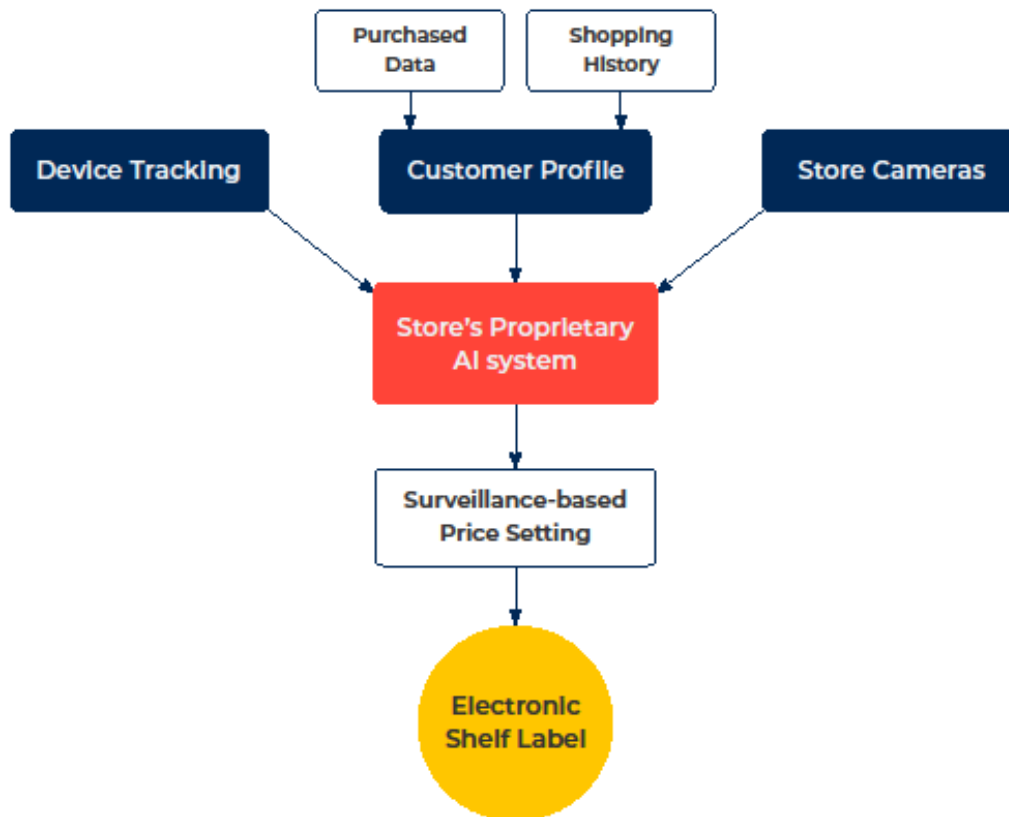 Purchased
Data
Shopping
History
Device Tracking
Customer Profile
Store Cameras
Store's Proprietary
AI system
Surveillance-based
Price Setting
Electronic
Shelf Label